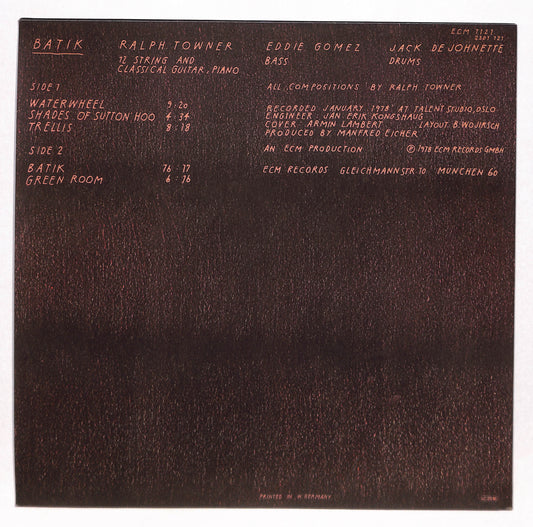 ECM 1121
2301 121
BATIK
RALPH TOWNER
12 STRING AND
CLASSICAL GUITAR, PIANO
EDDIE GOMEZ
BASS
JACK DEJOHNETTE
DRUMS
SIDE 1
WATERWHEEL 9:20
SHADES OF SUTTON HOO 4:34
TRELLIS 8:18
SIDE 2
BATIK 16:17
GREEN ROOM 6:16
ALL COMPOSITIONS BY RALPH TOWNER
RECORDED JANUARY 1978 AT TALENT STUDIO, OSLO
ENGINEER: JAN ERIK KONGSHAUG
COVER: ARMIN LAMBERT LAYOUT: B. WOJIRSCH
PRODUCED BY MANFRED EICHER
AN ECM PRODUCTION ℗ 1978 ECM RECORDS GMBH
ECM RECORDS GLEICHMANNSTR. 10 MÜNCHEN 60
PRINTED IN W. GERMANY